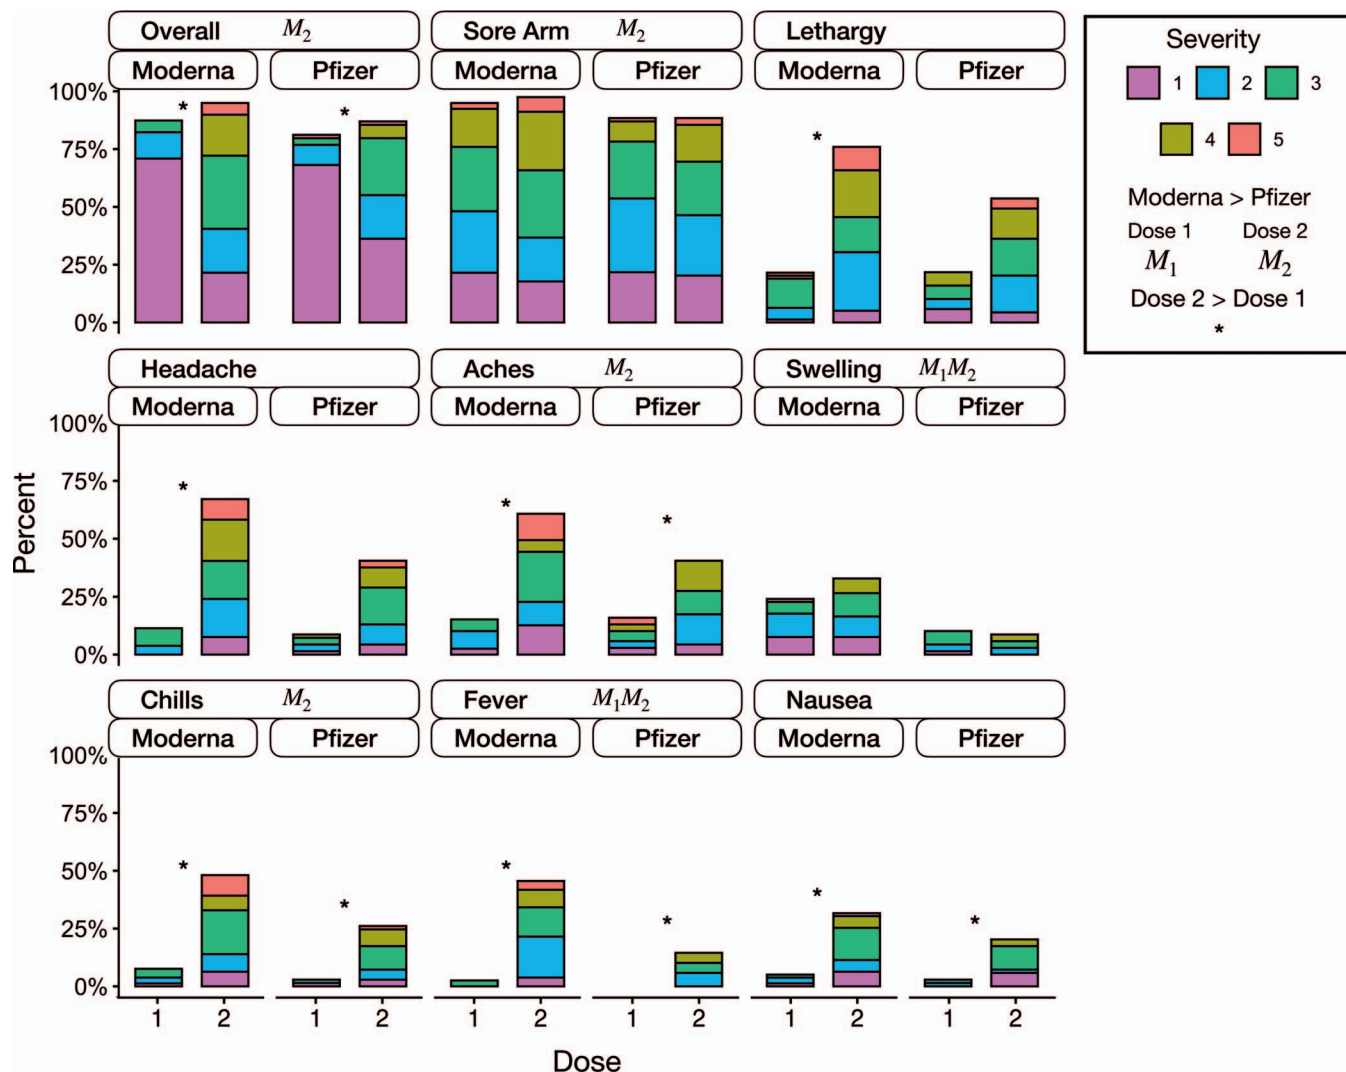 Overall M₂ Sore Arm M₂ Lethargy
Moderna Pfizer Moderna Pfizer Moderna Pfizer
100%
75%
50%
25%
0%
* * *
Severity
1 2 3
4 5
Moderna > Pfizer
Dose 1 Dose 2
M₁ M₂
Dose 2 > Dose 1
*
Headache Aches M₂ Swelling M₁M₂
Moderna Pfizer Moderna Pfizer Moderna Pfizer
100%
75%
50%
25%
0%
* * *
Percent
Chills M₂ Fever M₁M₂ Nausea
Moderna Pfizer Moderna Pfizer Moderna Pfizer
100%
75%
50%
25%
0%
* * * * * *
1 2 1 2 1 2 1 2 1 2 1 2
Dose